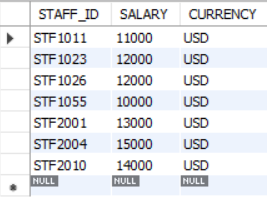 STAFF_ID SALARY CURRENCY
STF1011 11000 USD
STF1023 12000 USD
STF1026 12000 USD
STF1055 10000 USD
STF2001 13000 USD
STF2004 15000 USD
STF2010 14000 USD
NULL NULL NULL